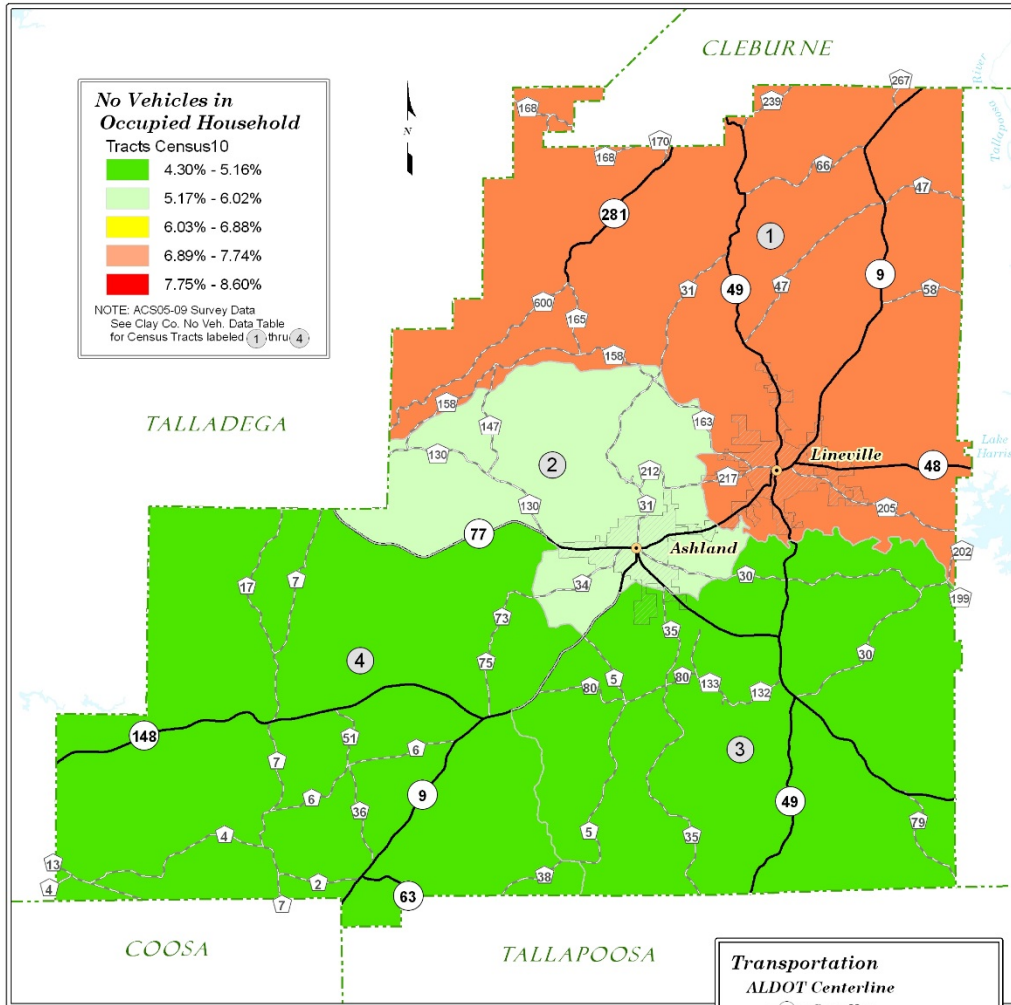 CLEBURNE
267
River
Tallapoosa
No Vehicles in
Occupied Household
Tracts Census10
4.30% - 5.16%
5.17% - 6.02%
6.03% - 6.88%
6.89% - 7.74%
7.75% - 8.60%
NOTE: ACS05-09 Survey Data
See Clay Co. No Veh. Data Table
for Census Tracts labeled 1 thru 4
N
168
239
170
168
66
47
281
1
31
49
47
9
58
600
165
158
158
163
147
TALLADEGA
130
2
212
217
Lineville
48
Lake
Harris
31
130
205
77
Ashland
202
17
7
34
30
199
73
35
30
4
75
5
80
80
133
132
148
51
6
3
7
9
49
6
36
4
5
35
79
13
4
2
38
63
7
COOSA
TALLAPOOSA
Transportation
ALDOT Centerline